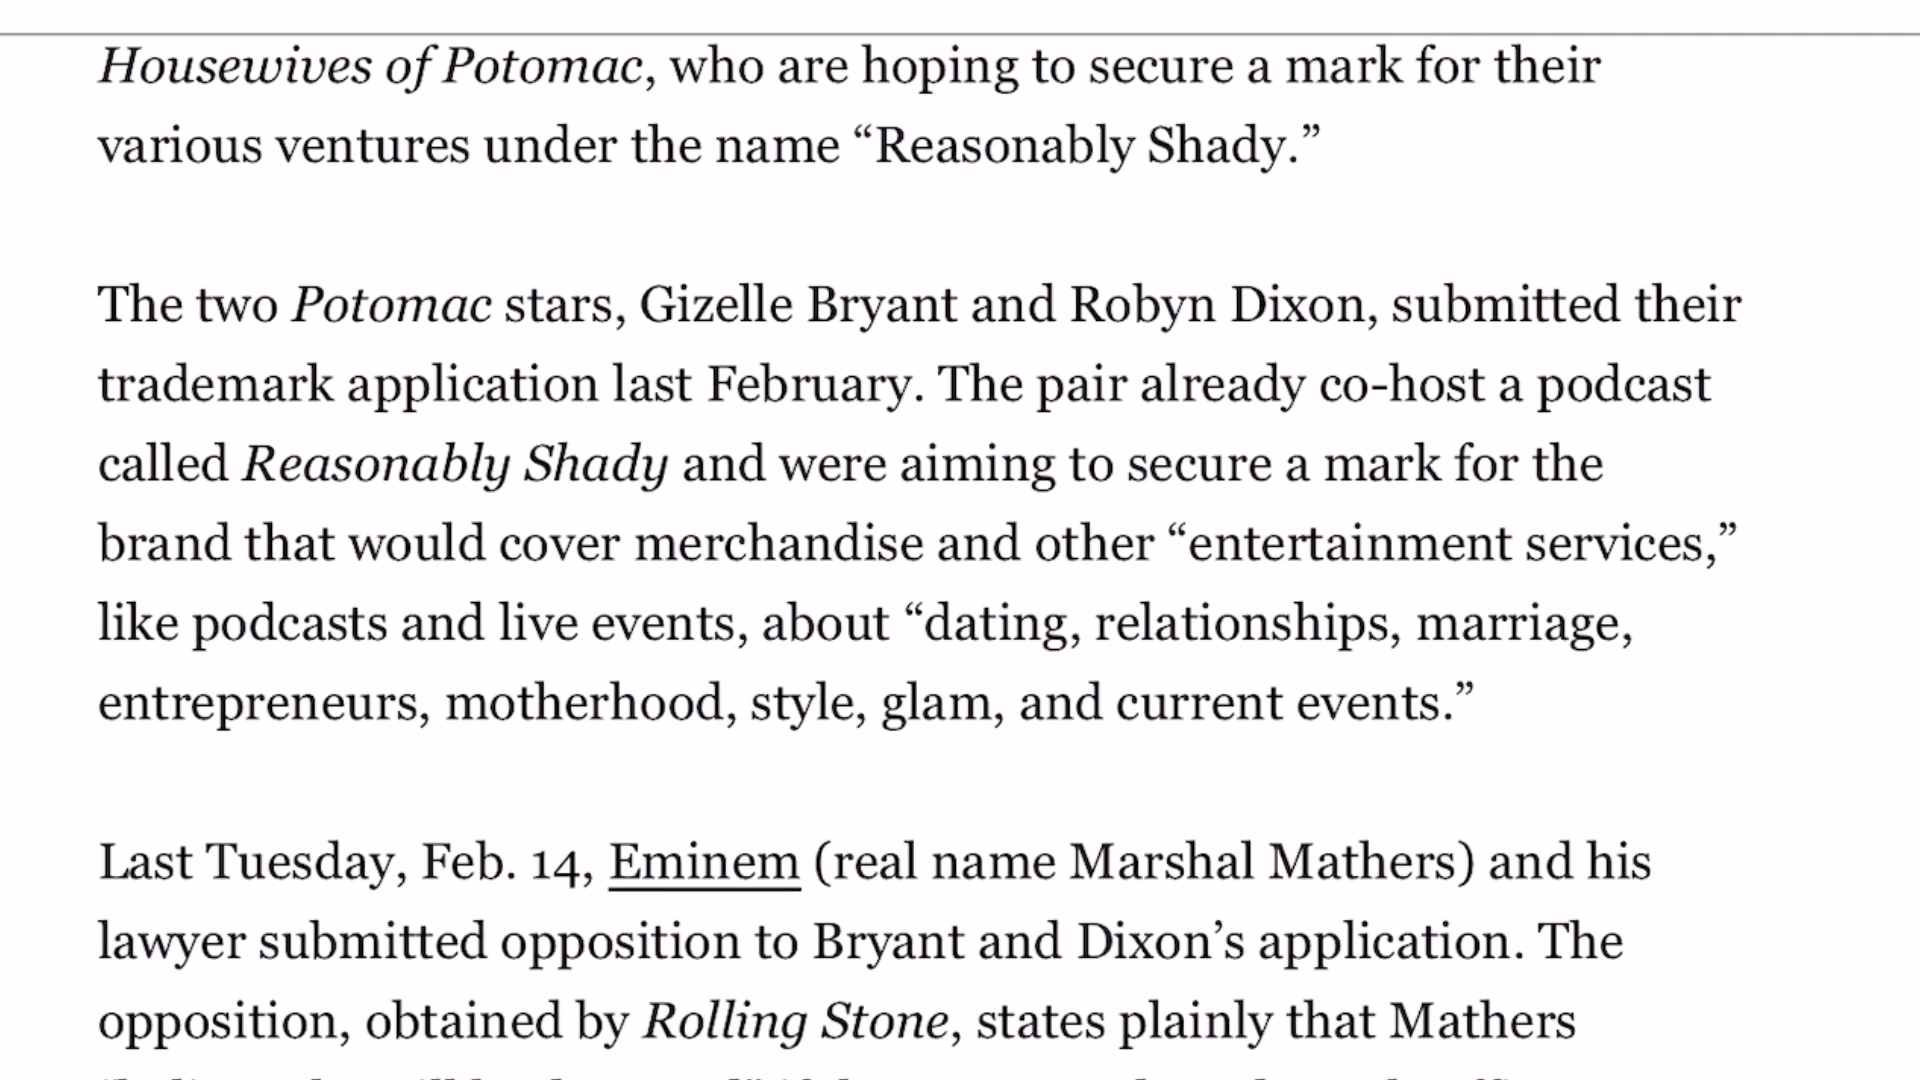 Housewives of Potomac, who are hoping to secure a mark for their
various ventures under the name “Reasonably Shady.”
The two Potomac stars, Gizelle Bryant and Robyn Dixon, submitted their
trademark application last February. The pair already co-host a podcast
called Reasonably Shady and were aiming to secure a mark for the
brand that would cover merchandise and other “entertainment services,”
like podcasts and live events, about “dating, relationships, marriage,
entrepreneurs, motherhood, style, glam, and current events.”
Last Tuesday, Feb. 14, Eminem (real name Marshal Mathers) and his
lawyer submitted opposition to Bryant and Dixon’s application. The
opposition, obtained by Rolling Stone, states plainly that Mathers